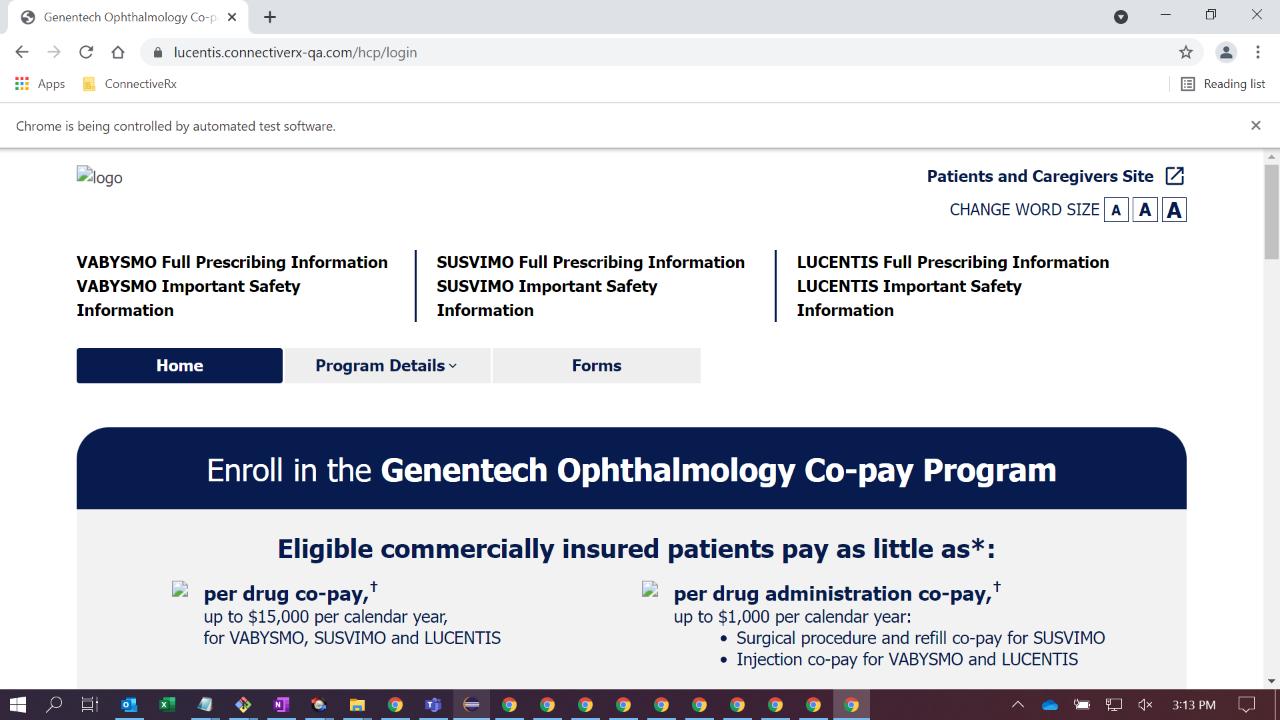 Genentech Ophthalmology Co-p
lucentis.connectiverx-qa.com/hcp/login
Apps
ConnectiveRx
Reading list
Chrome is being controlled by automated test software.
logo
Patients and Caregivers Site
CHANGE WORD SIZE A A A
VABYSMO Full Prescribing Information
VABYSMO Important Safety
Information
SUSVIMO Full Prescribing Information
SUSVIMO Important Safety
Information
LUCENTIS Full Prescribing Information
LUCENTIS Important Safety
Information
Home
Program Details
Forms
Enroll in the Genentech Ophthalmology Co-pay Program
Eligible commercially insured patients pay as little as*:
per drug co-pay,†
up to $15,000 per calendar year,
for VABYSMO, SUSVIMO and LUCENTIS
per drug administration co-pay,†
up to $1,000 per calendar year:
• Surgical procedure and refill co-pay for SUSVIMO
• Injection co-pay for VABYSMO and LUCENTIS
3:13 PM